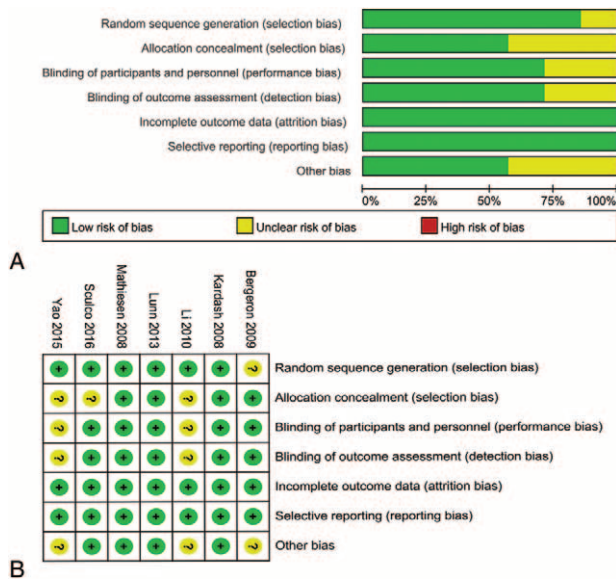 Random sequence generation (selection bias)
Allocation concealment (selection bias)
Blinding of participants and personnel (performance bias)
Blinding of outcome assessment (detection bias)
Incomplete outcome data (attrition bias)
Selective reporting (reporting bias)
Other bias
0% 25% 50% 75% 100%
Low risk of bias Unclear risk of bias High risk of bias
A
Yao 2015
Sculco 2016
Mathiesen 2008
Lunn 2013
Li 2010
Kardash 2008
Bergeron 2009
+ + + + + + ? Random sequence generation (selection bias)
? ? + + ? + + Allocation concealment (selection bias)
? + + + ? + + Blinding of participants and personnel (performance bias)
? + + + ? + + Blinding of outcome assessment (detection bias)
+ + + + + + + Incomplete outcome data (attrition bias)
+ + + + + + + Selective reporting (reporting bias)
? + + + ? + ? Other bias
B